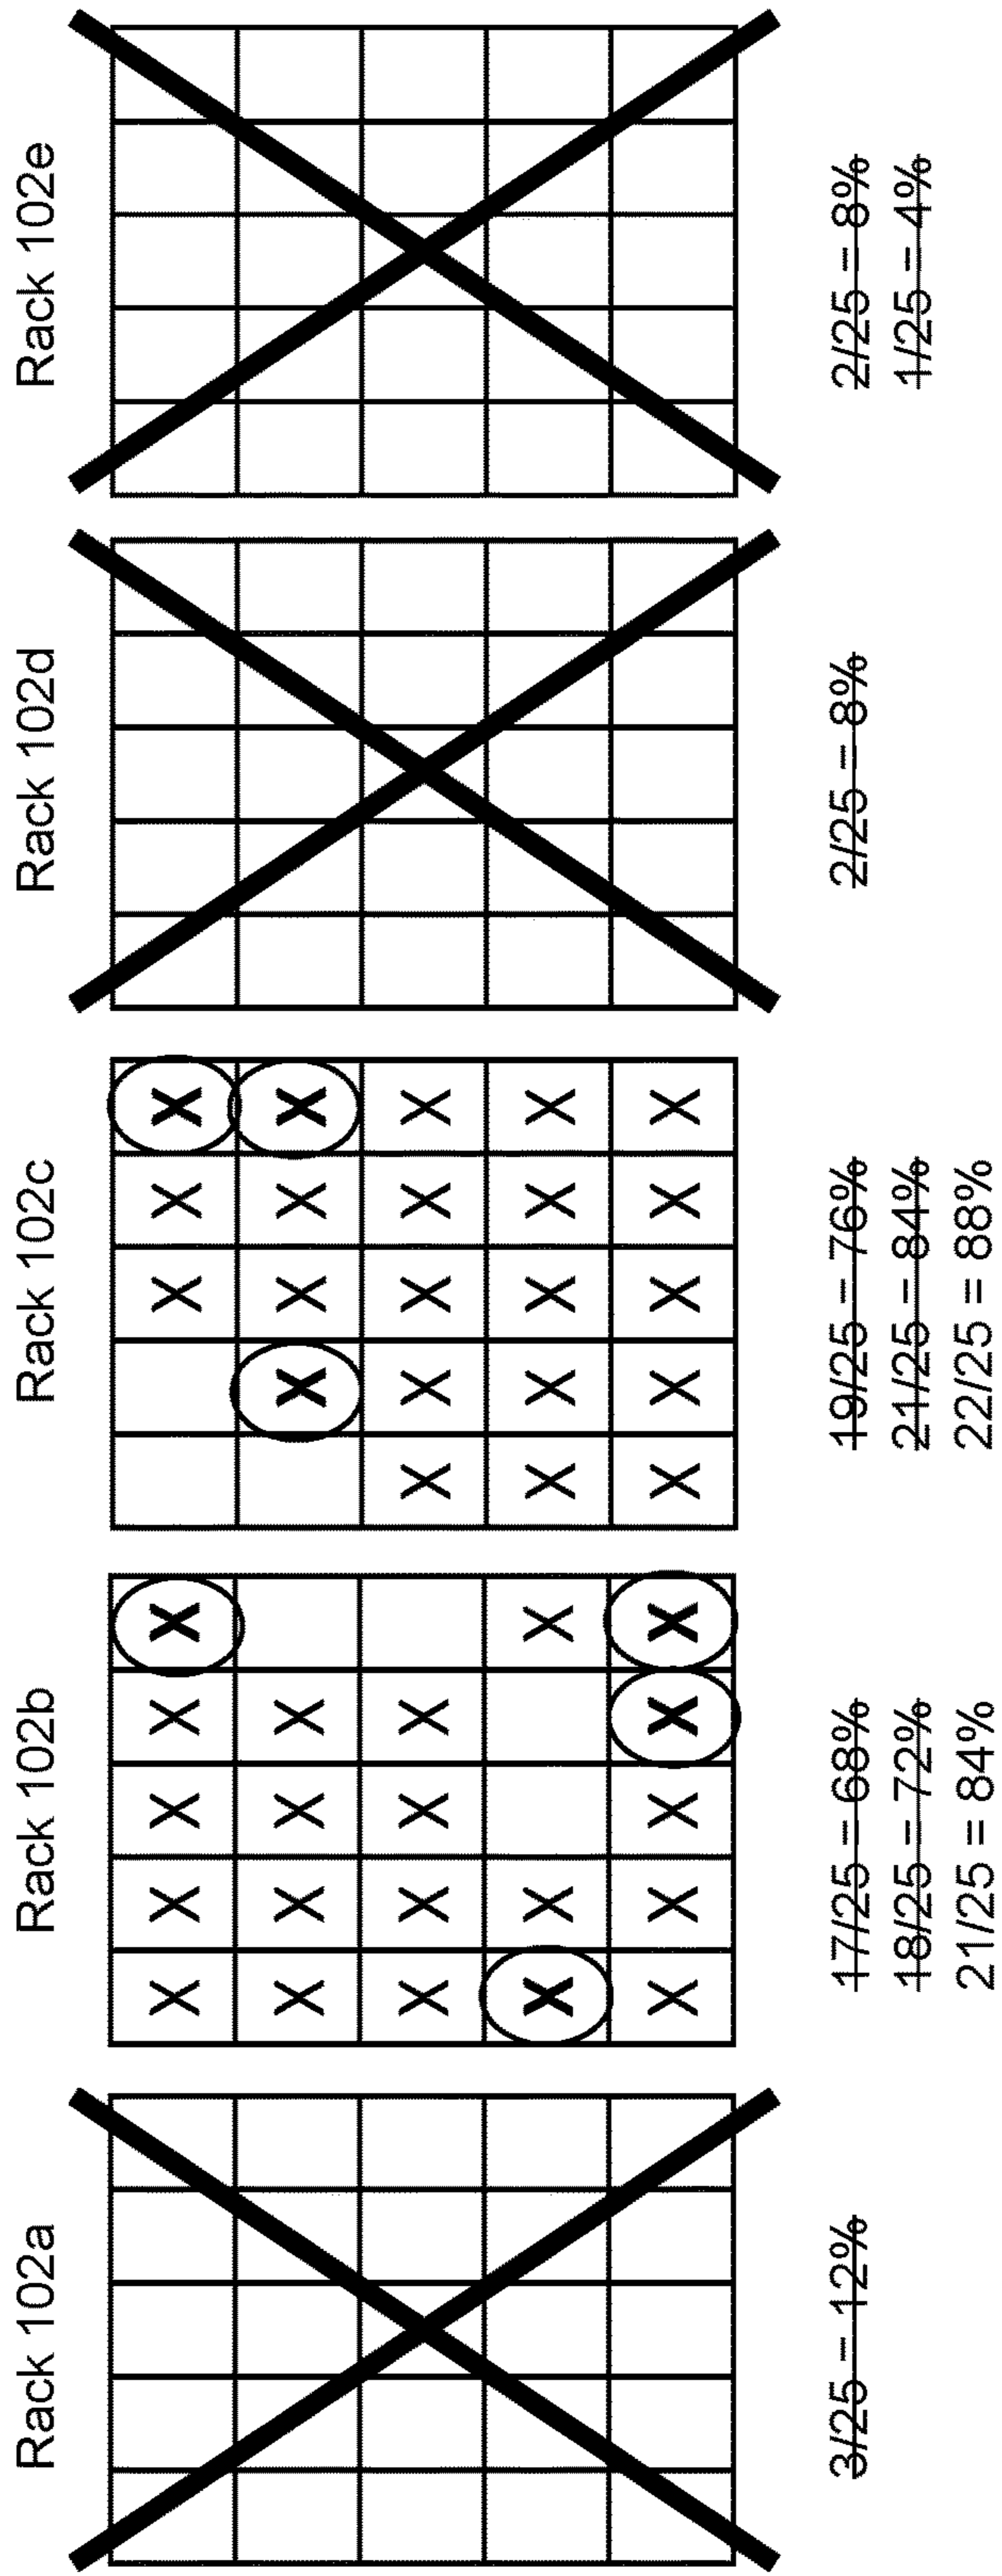 Rack 102a
3/25 = 12%
Rack 102b
X X X X X
X X X X
X X X X
X X X
X X X X X
17/25 = 68%
18/25 = 72%
21/25 = 84%
Rack 102c
X X X
X X X X
X X X X X
X X X X X
X X X X X
19/25 = 76%
21/25 = 84%
22/25 = 88%
Rack 102d
2/25 = 8%
Rack 102e
2/25 = 8%
1/25 = 4%